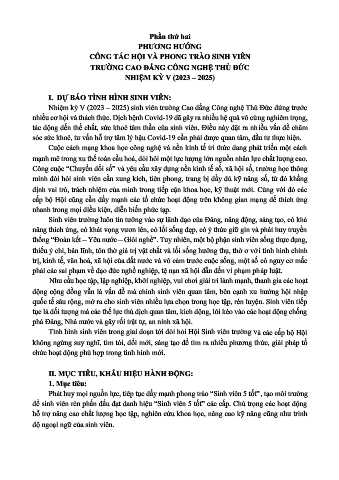 Phần thứ hai
PHƯƠNG HƯỚNG
CÔNG TÁC HỘI VÀ PHONG TRÀO SINH VIÊN
TRƯỜNG CAO ĐẲNG CÔNG NGHỆ THỦ ĐỨC
NHIỆM KỲ V (2023 – 2025)
I. DỰ BÁO TÌNH HÌNH SINH VIÊN:
Nhiệm kỳ V (2023 – 2025) sinh viên trường Cao đẳng Công nghệ Thủ Đức đứng trước
nhiều cơ hội và thách thức. Dịch bệnh Covid-19 đã gây ra nhiều hệ quả vô cùng nghiêm trọng,
tác động đến thể chất, sức khoẻ tâm thần của sinh viên. Điều này đặt ra nhiều vấn đề chăm
sóc sức khỏe, tư vấn hỗ trợ tâm lý hậu Covid-19 cần phải được quan tâm, đầu tư thực hiện.
Cuộc cách mạng khoa học công nghệ và nền kinh tế tri thức đang phát triển một cách
mạnh mẽ trong xu thế toàn cầu hoá, đòi hỏi một lực lượng lớn nguồn nhân lực chất lượng cao.
Công cuộc "Chuyển đổi số" và yêu cầu xây dựng nền kinh tế số, xã hội số, trường học thông
minh đòi hỏi sinh viên cần xung kích, tiên phong, trang bị đầy đủ kỹ năng số, từ đó khẳng
định vai trò, trách nhiệm của mình trong tiếp cận khoa học, kỹ thuật mới. Cùng với đó các
cấp bộ Hội cũng cần đẩy mạnh các tổ chức hoạt động trên không gian mạng để thích ứng
nhanh trong mọi điều kiện, diễn biến phức tạp.
Sinh viên trường luôn tin tưởng vào sự lãnh đạo của Đảng, năng động, sáng tạo, có khả
năng thích ứng, có khát vọng vươn lên, có lối sống đẹp, có ý thức giữ gìn và phát huy truyền
thống "Đoàn kết – Yêu nước – Giỏi nghề". Tuy nhiên, một bộ phận sinh viên sống thực dụng,
thiếu ý chí, bản lĩnh, tôn thờ giá trị vật chất và lối sống hưởng thụ, thờ ơ với tình hình chính
trị, kinh tế, văn hoá, xã hội của đất nước và vô cảm trước cuộc sống, một số có nguy cơ mắc
phải các sai phạm về đạo đức nghề nghiệp, tệ nạn xã hội dẫn đến vi phạm pháp luật.
Nhu cầu học tập, lập nghiệp, khởi nghiệp, vui chơi giải trí lành mạnh, tham gia các hoạt
động cộng đồng vẫn là vấn đề mà chính sinh viên quan tâm, bên cạnh xu hướng hội nhập
quốc tế sâu rộng, mở ra cho sinh viên nhiều lựa chọn trong học tập, rèn luyện. Sinh viên tiếp
tục là đối tượng mà các thế lực thù địch quan tâm, kích động, lôi kéo vào các hoạt động chống
phá Đảng, Nhà nước và gây rối trật tự, an ninh xã hội.
Tình hình sinh viên trong giai đoạn tới đòi hỏi Hội Sinh viên trường và các cấp bộ Hội
không ngừng suy nghĩ, tìm tòi, đổi mới, sáng tạo để tìm ra nhiều phương thức, giải pháp tổ
chức hoạt động phù hợp trong tình hình mới.
II. MỤC TIÊU, KHẨU HIỆU HÀNH ĐỘNG:
1. Mục tiêu:
Phát huy mọi nguồn lực, tiếp tục đẩy mạnh phong trào "Sinh viên 5 tốt", tạo môi trường
để sinh viên rèn phấn đấu đạt danh hiệu "Sinh viên 5 tốt" các cấp. Chú trọng các hoạt động
hỗ trợ nâng cao chất lượng học tập, nghiên cứu khoa học, nâng cao kỹ năng cũng như trình
độ ngoại ngữ của sinh viên.